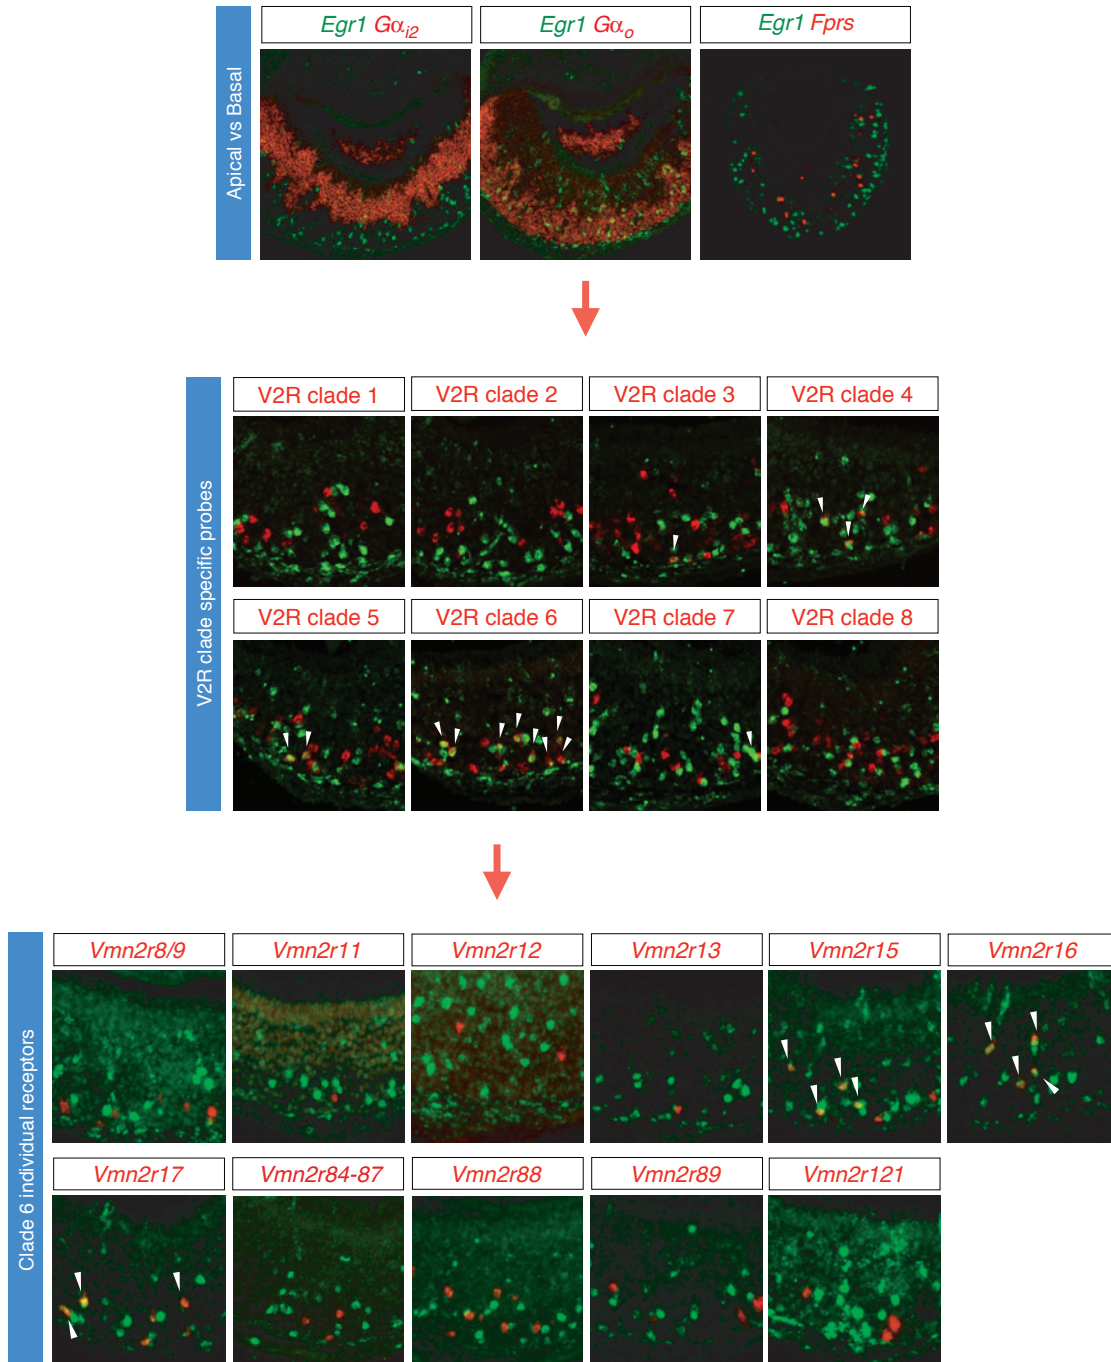 Apical vs Basal
Egr1 Gαi2
Egr1 Gαo
Egr1 Fprs
V2R clade specific probes
V2R clade 1
V2R clade 2
V2R clade 3
V2R clade 4
V2R clade 5
V2R clade 6
V2R clade 7
V2R clade 8
Clade 6 individual receptors
Vmn2r8/9
Vmn2r11
Vmn2r12
Vmn2r13
Vmn2r15
Vmn2r16
Vmn2r17
Vmn2r84-87
Vmn2r88
Vmn2r89
Vmn2r121